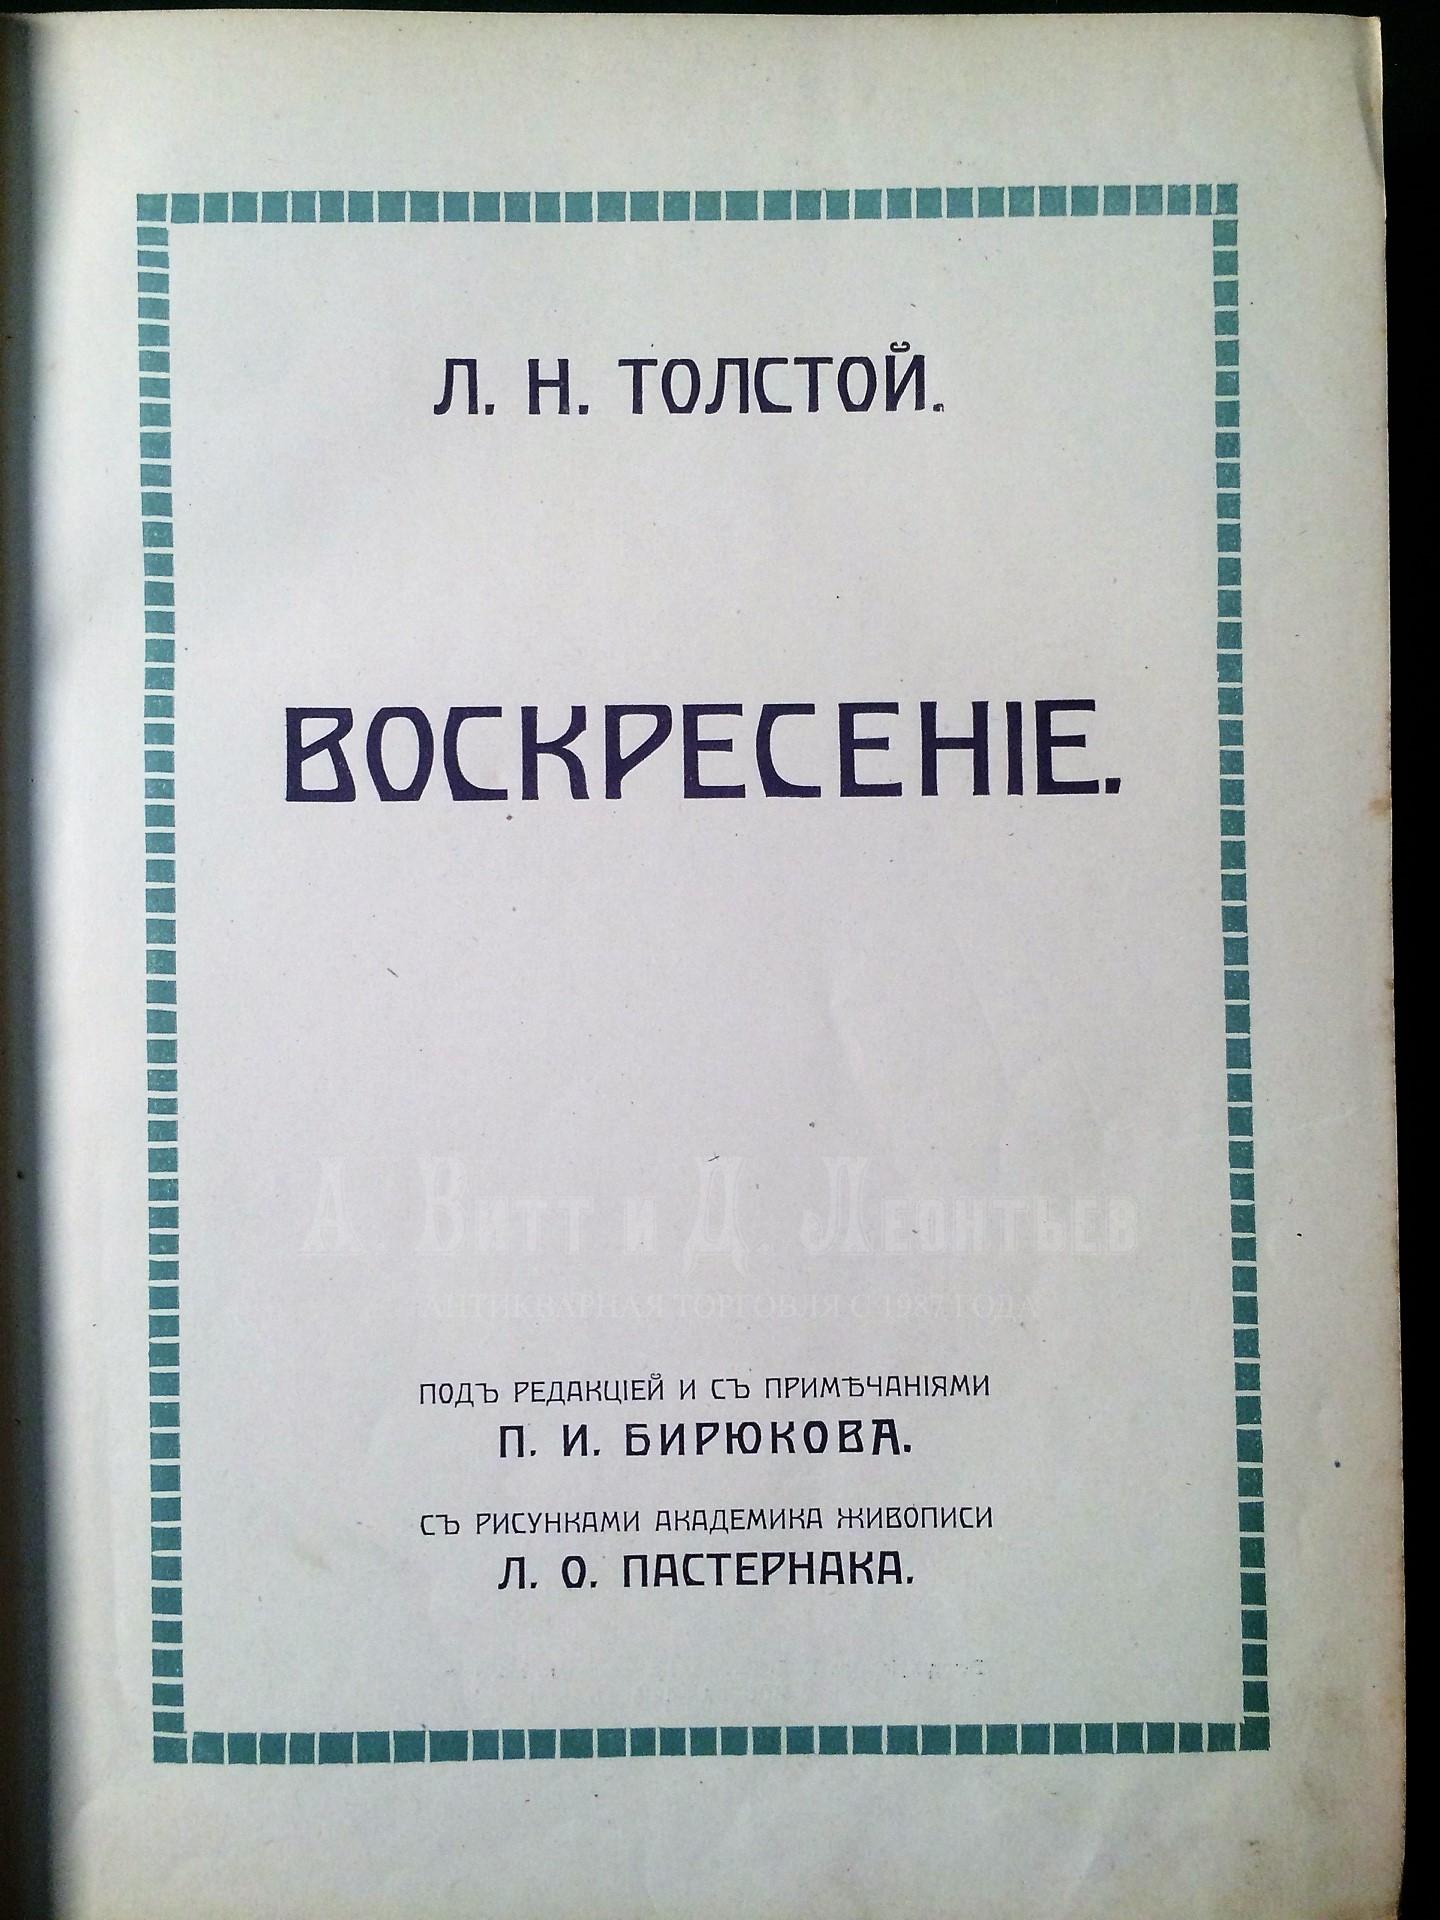 Л. Н. ТОЛСТОЙ.
ВОСКРЕСЕНІЕ.
А. Витт и Д. Леонтьев
АНТИКВАРНАЯ ТОРГОВЛЯ С 1987 ГОДА
ПОДЪ РЕДАКЦІЕЙ И СЪ ПРИМѢЧАНІЯМИ
П. И. БИРЮКОВА.
СЪ РИСУНКАМИ АКАДЕМИКА ЖИВОПИСИ
Л. О. ПАСТЕРНАКА.